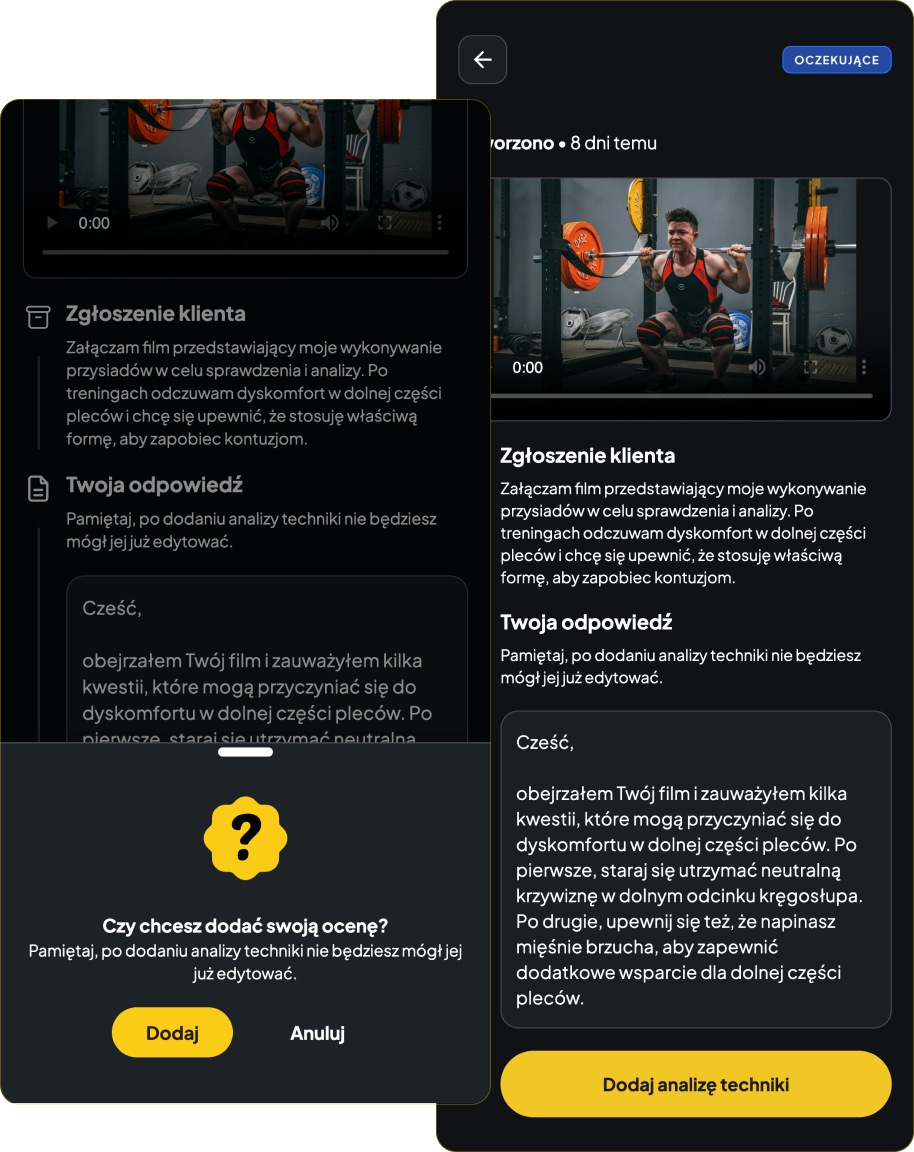 OCZEKUJĄCE
8 dni temu
0:00
Zgłoszenie klienta
Załączam film przedstawiający moje wykonywanie
przysiadów w celu sprawdzenia i analizy. Po
treningach odczuwam dyskomfort w dolnej części
pleców i chcę się upewnić, że stosuję właściwą
formę, aby zapobiec kontuzjom.
Twoja odpowiedź
Pamiętaj, po dodaniu analizy techniki nie będziesz
mógł jej już edytować.
Cześć,
obejrzałem Twój film i zauważyłem kilka
kwestii, które mogą przyczyniać się do
dyskomfortu w dolnej części pleców. Po
pierwsze, staraj się utrzymać neutralną
Czy chcesz dodać swoją ocenę?
Pamiętaj, po dodaniu analizy techniki nie będziesz mógł jej
już edytować.
Dodaj
Anuluj
0:00
Zgłoszenie klienta
Załączam film przedstawiający moje wykonywanie
przysiadów w celu sprawdzenia i analizy. Po
treningach odczuwam dyskomfort w dolnej części
pleców i chcę się upewnić, że stosuję właściwą
formę, aby zapobiec kontuzjom.
Twoja odpowiedź
Pamiętaj, po dodaniu analizy techniki nie będziesz
mógł jej już edytować.
Cześć,
obejrzałem Twój film i zauważyłem kilka
kwestii, które mogą przyczyniać się do
dyskomfortu w dolnej części pleców. Po
pierwsze, staraj się utrzymać neutralną
krzywiznę w dolnym odcinku kręgosłupa.
Po drugie, upewnij się też, że napinasz
mięśnie brzucha, aby zapewnić
dodatkowe wsparcie dla dolnej części
pleców.
Dodaj analizę techniki